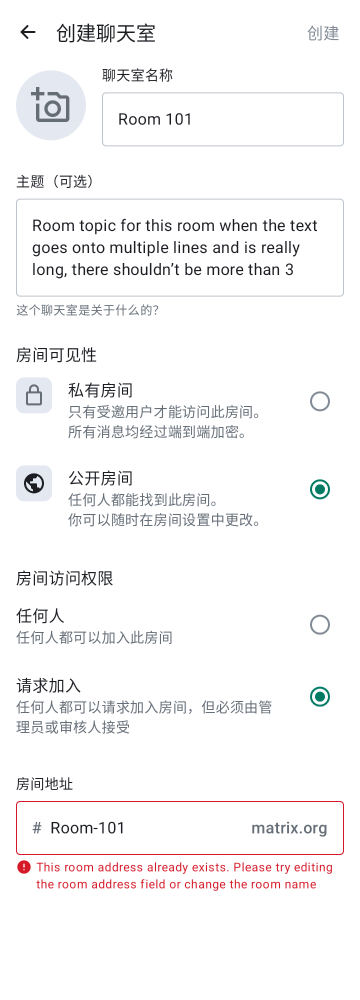 创建聊天室
创建
聊天室名称
Room 101
主题（可选）
Room topic for this room when the text
goes onto multiple lines and is really
long, there shouldn’t be more than 3
这个聊天室是关于什么的？
房间可见性
私有房间
只有受邀用户才能访问此房间。
所有消息均经过端到端加密。
公开房间
任何人都能找到此房间。
你可以随时在房间设置中更改。
房间访问权限
任何人
任何人都可以加入此房间
请求加入
任何人都可以请求加入房间，但必须由管
理员或审核人接受
房间地址
# Room-101 matrix.org
This room address already exists. Please try editing
the room address field or change the room name